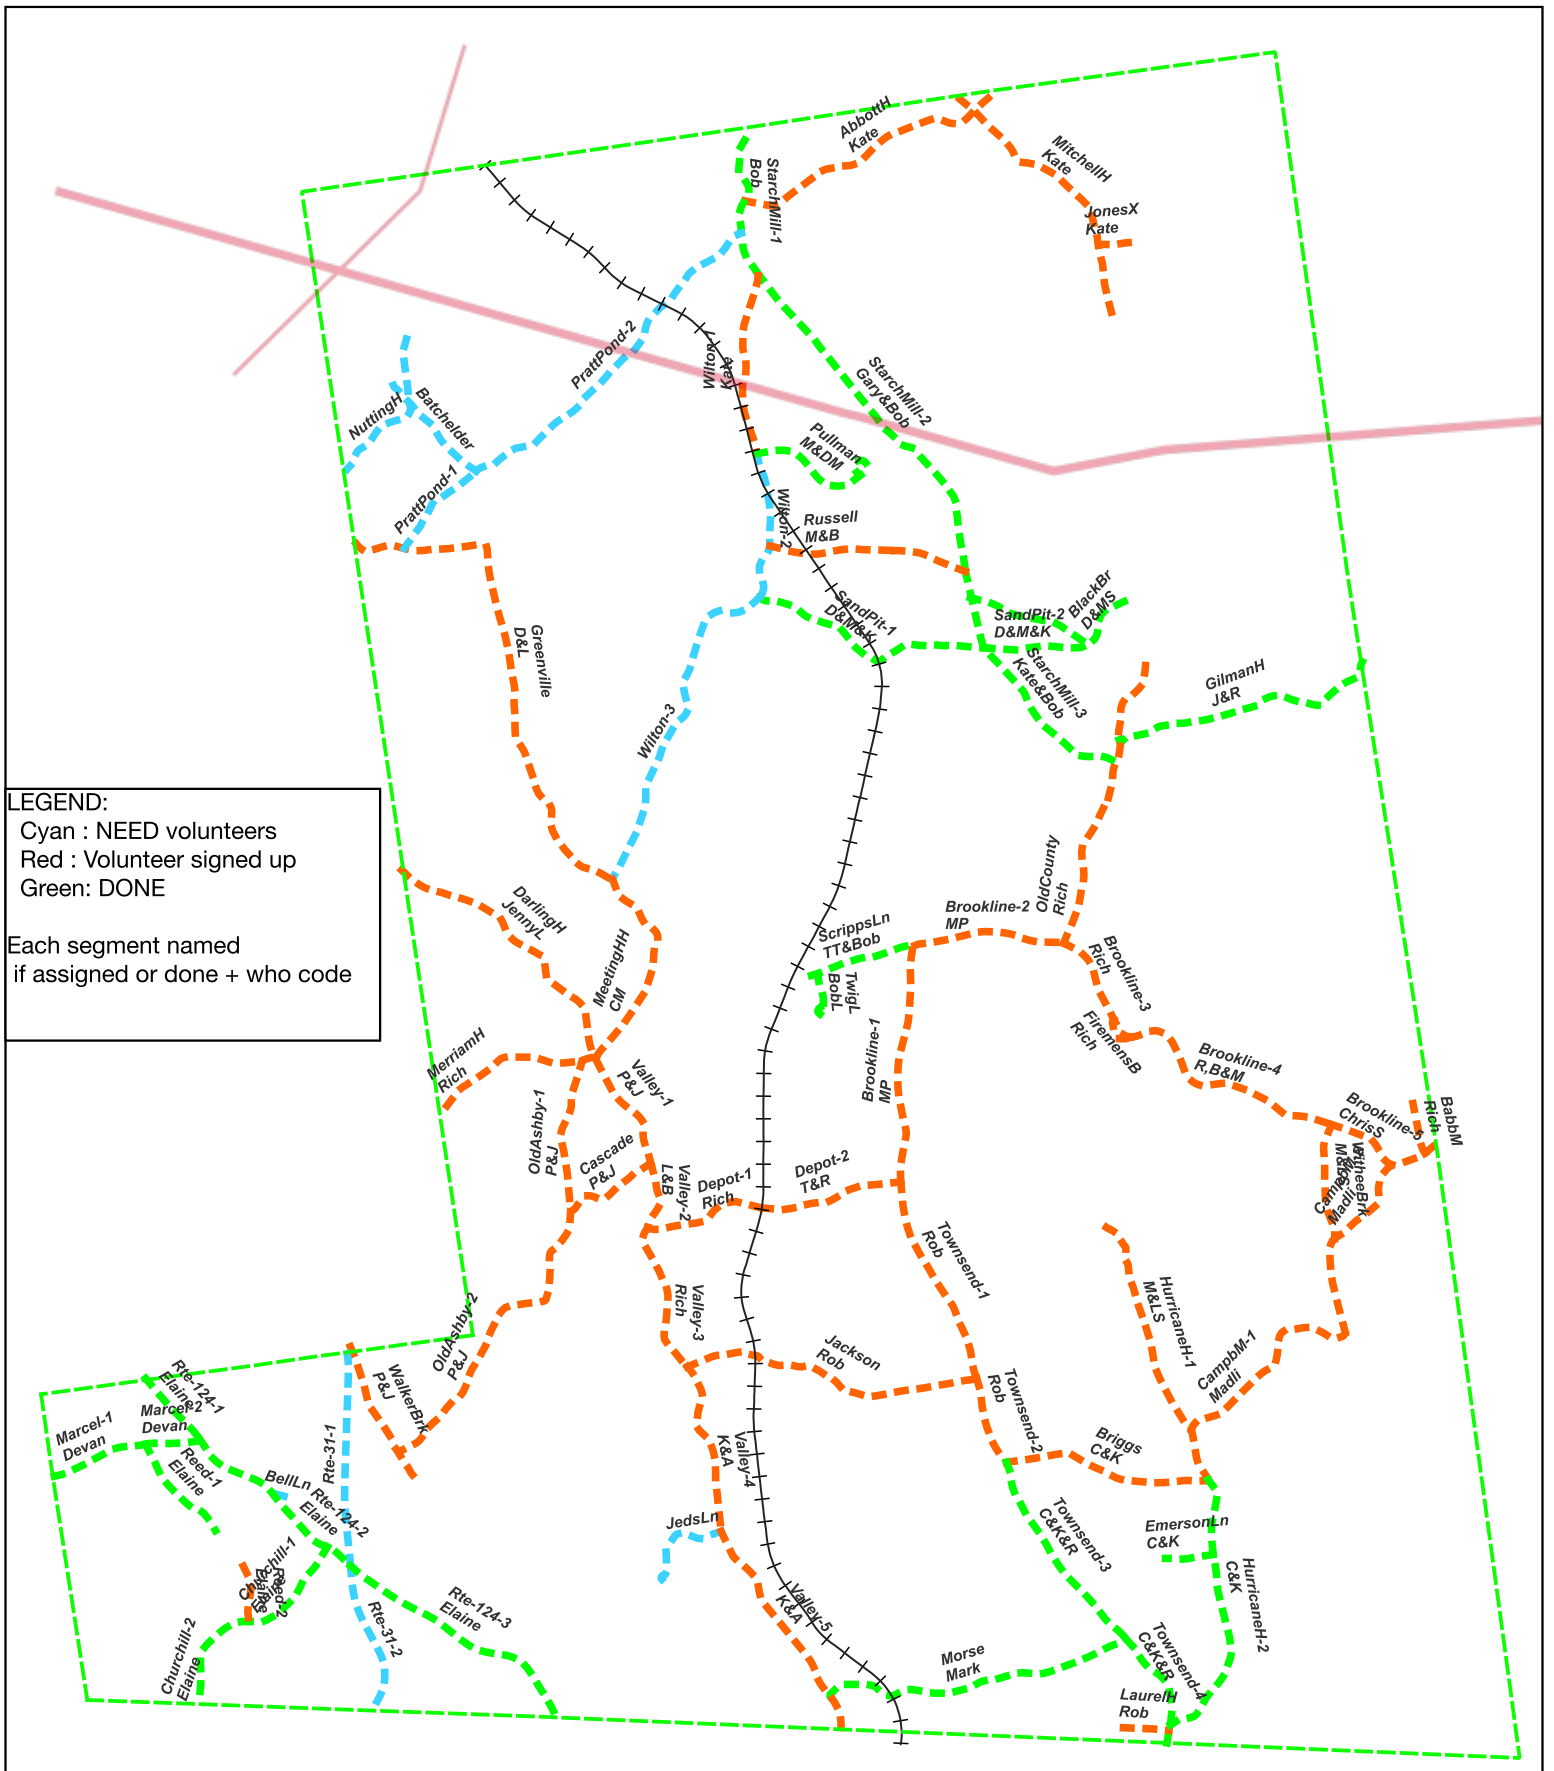 AbbottH
Kate
MitchellH
Kate
JonesX
Kate
StarchMill-1
Bob
PrattPond-2
Wilton-1
StarchMill-2
Gary&Bob
NuttingH
Batchelder
PrattPond-1
Pullman
M&DM
Wilton-2
Russell
M&B
SandPit-1
D&M&K
SandPit-2
D&M&K
BlackBr
D&MS
StarchMill-3
Kate&Bob
GilmanH
J&R
Greenville
D&L
Wilton-3
LEGEND:
Cyan : NEED volunteers
Red : Volunteer signed up
Green: DONE
Each segment named
if assigned or done + who code
DarlingH
JennyL
MeetingHH
CM
ScrippsLn
TT&Bob
TwigL
BobL
Brookline-2
MP
OldCounty
Rich
Brookline-3
Rich
FiremensB
Rich
Brookline-1
MP
Brookline-4
R,B&M
Brookline-5
ChrisS
BabbM
Rich
WitheeBrk
Madli
MerriamH
Rich
Valley-1
P&J
OldAshby-1
P&J
Cascade
P&J
Valley-2
L&B
Depot-1
Rich
Depot-2
T&R
Townsend-1
Rob
Valley-3
Rich
HurricaneH-1
M&LS
CampbM-1
Madli
OldAshby-2
P&J
WalkerBrk
P&J
Jackson
Rob
Townsend-2
Rob
Briggs
C&K
Rte-124-1
Elaine
Marcel-1
Devan
Marcel-2
Devan
Reed-1
Elaine
Rte-31-1
BellLn
Rte-124-2
Elaine
Valley-4
K&A
JedsLn
Townsend-3
C&K&R
EmersonLn
C&K
HurricaneH-2
C&K
Churchill-1
Elaine
Reed-2
Elaine
Churchill-2
Elaine
Rte-31-2
Rte-124-3
Elaine
Valley-5
K&A
Morse
Mark
Townsend-4
C&K&R
LaurelH
Rob